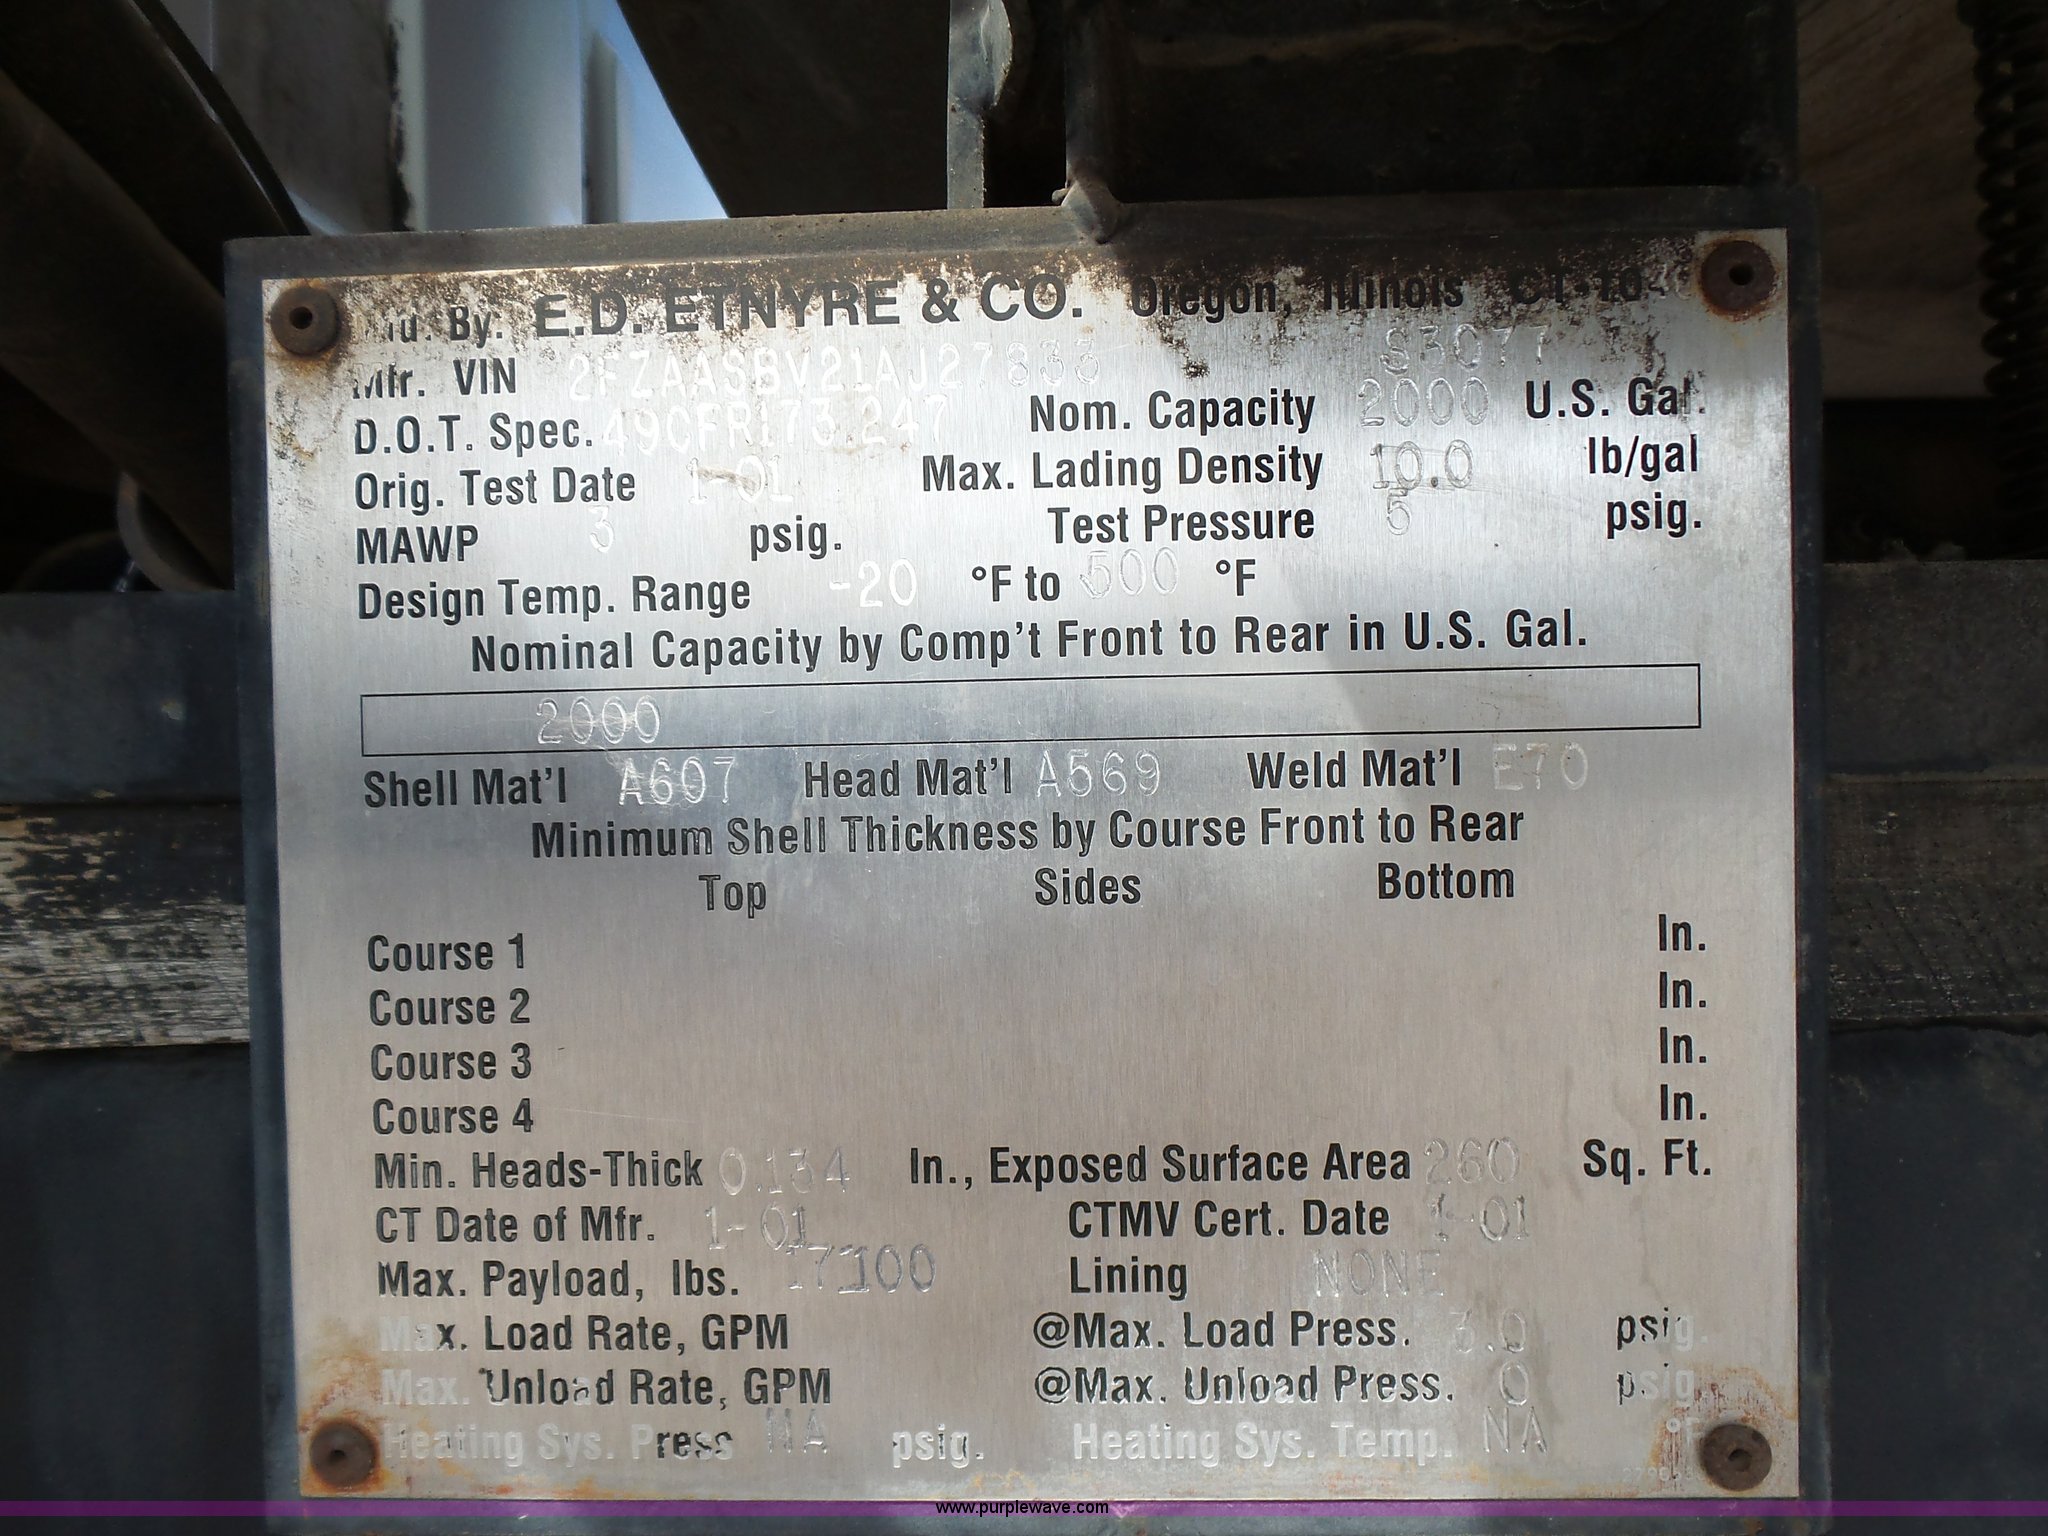 By. E.D. ETNYRE & CO. Oregon, Illinois
S3077
Mfr. VIN 2FZAASBV21AJ27833
D.O.T. Spec. 49CFR173.247 Nom. Capacity 2000 U.S. Gal.
Orig. Test Date 1-01 Max. Lading Density 10.0 lb/gal
MAWP 3 psig. Test Pressure 5 psig.
Design Temp. Range -20 °F to 500 °F
Nominal Capacity by Comp't Front to Rear in U.S. Gal.
2000
Shell Mat'l A607 Head Mat'l A569 Weld Mat'l E70
Minimum Shell Thickness by Course Front to Rear
Top Sides Bottom
Course 1 In.
Course 2 In.
Course 3 In.
Course 4 In.
Min. Heads-Thick 0.134 In., Exposed Surface Area 260 Sq. Ft.
CT Date of Mfr. 1-01 CTMV Cert. Date 1-01
Max. Payload, lbs. 17100 Lining NONE
Max. Load Rate, GPM @Max. Load Press. 3.0 psig.
Max. Unload Rate, GPM @Max. Unload Press. 0 psig.
Heating Sys. Press NA psig. Heating Sys. Temp. NA °F
www.purplewave.com